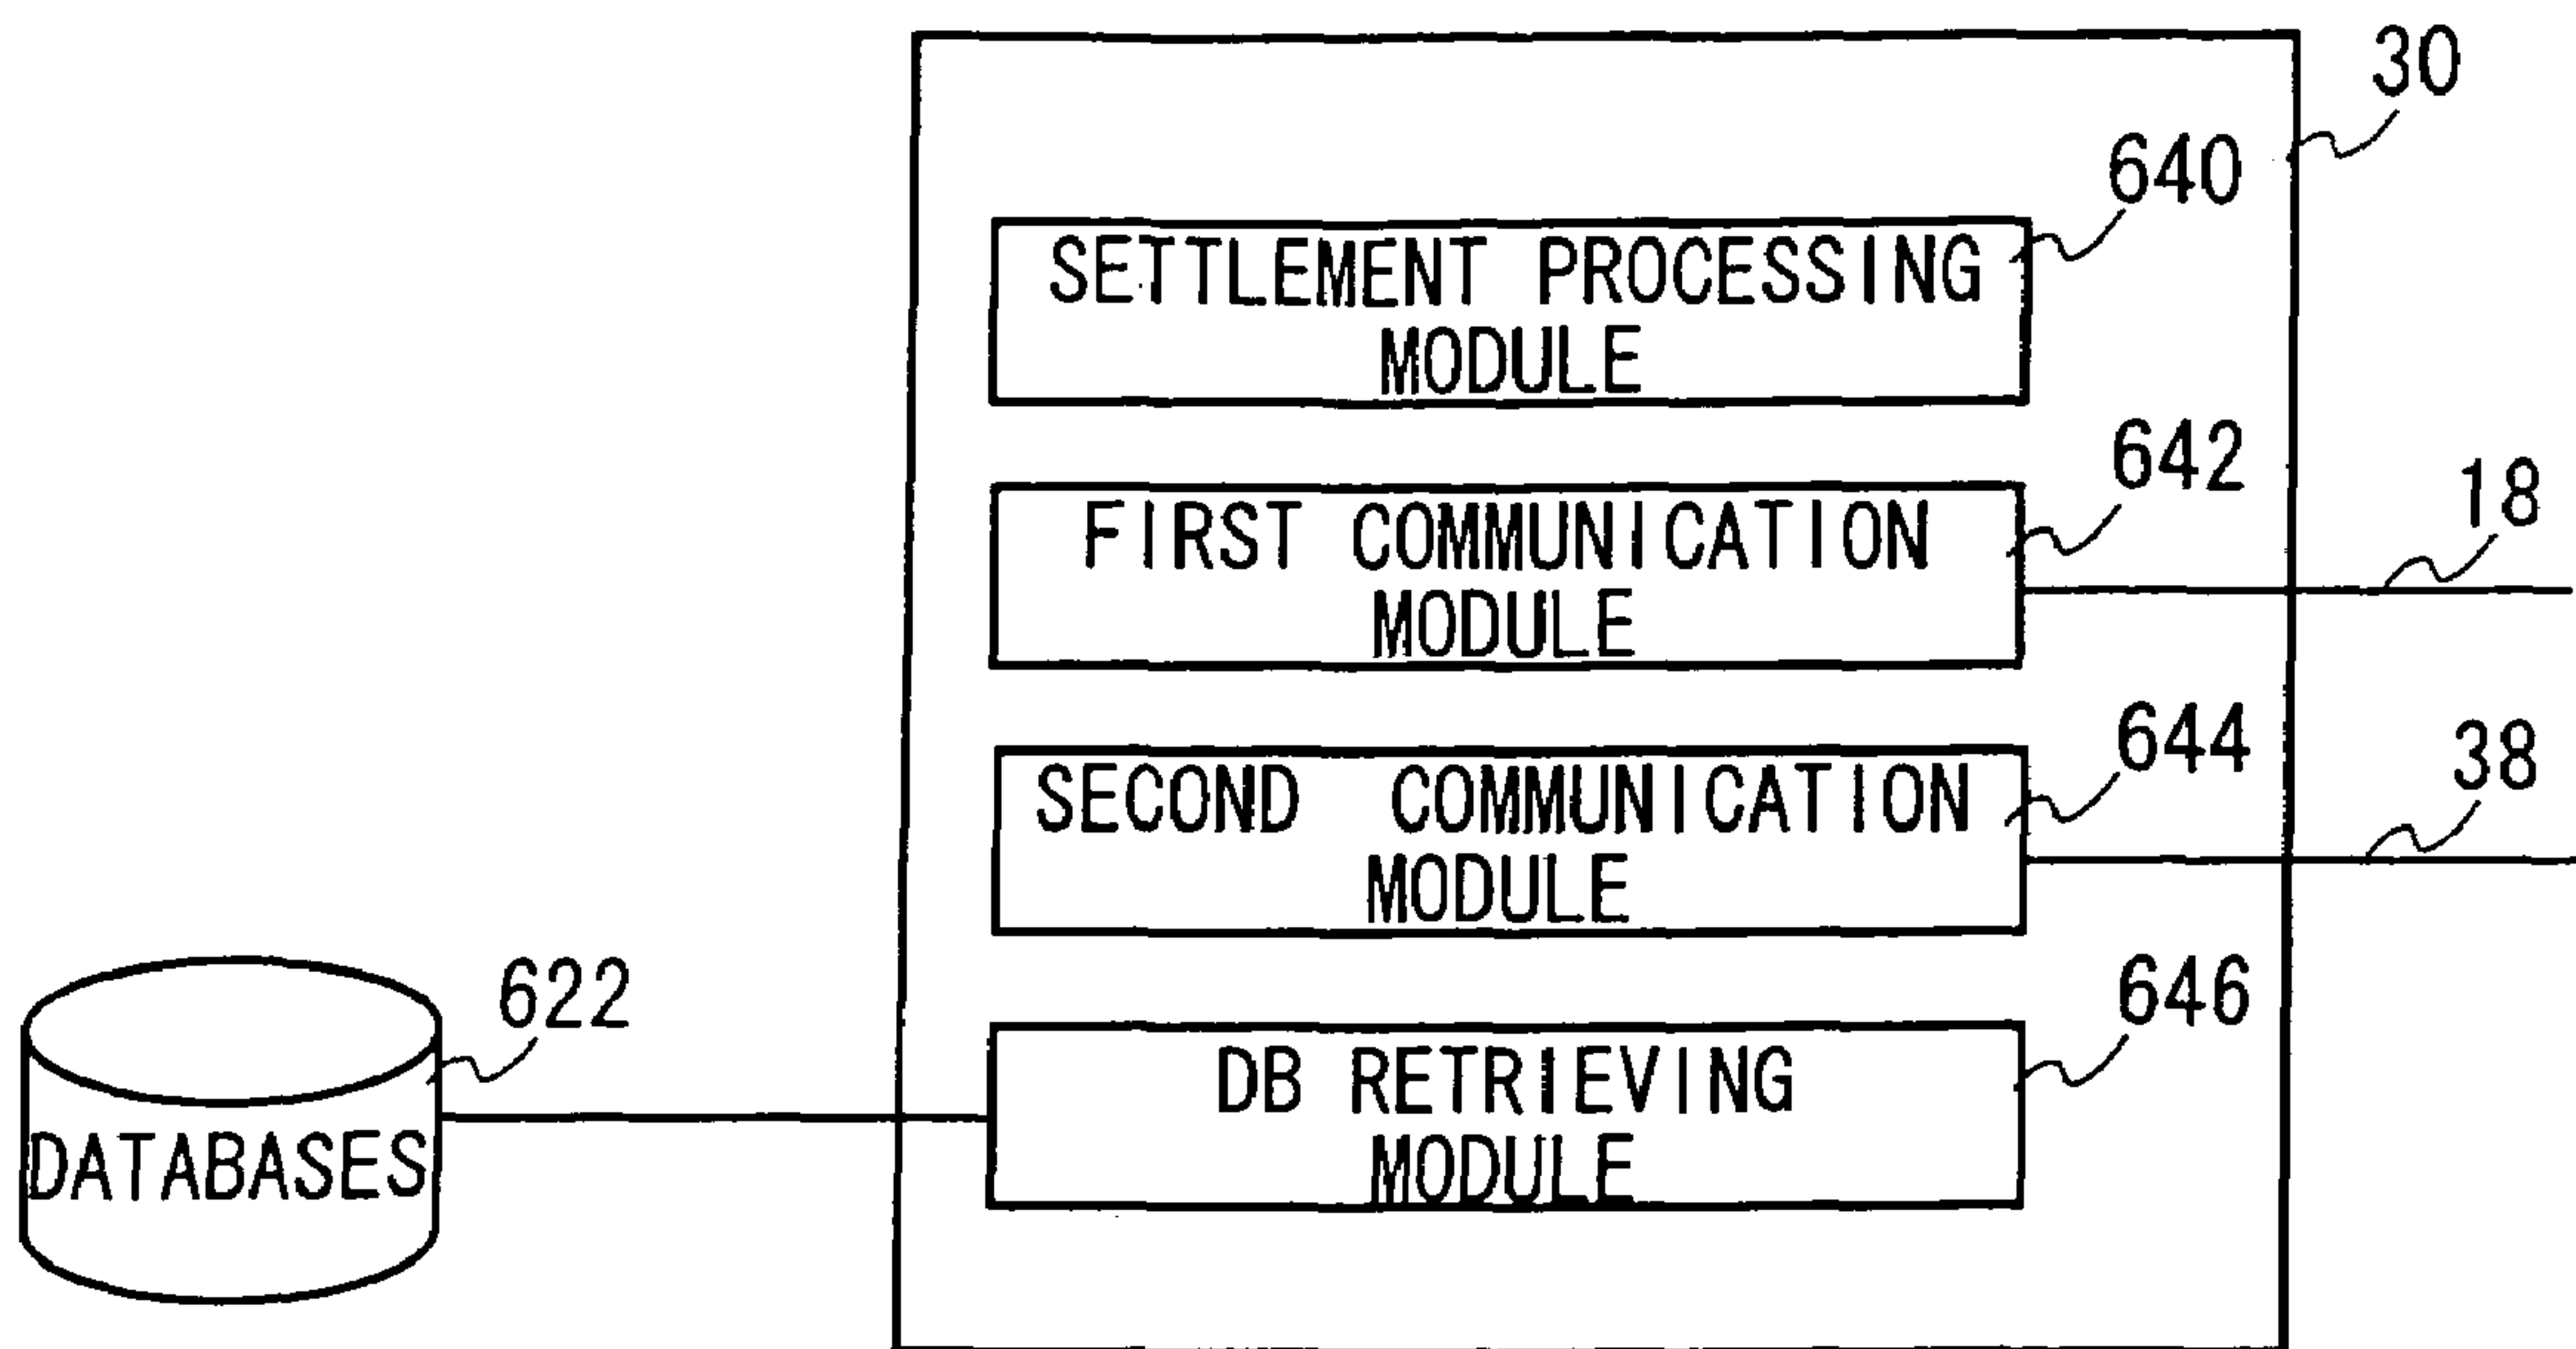 30
640
SETTLEMENT PROCESSING
MODULE
642
FIRST COMMUNICATION
MODULE
18
644
SECOND COMMUNICATION
MODULE
38
646
DB RETRIEVING
MODULE
622
DATABASES